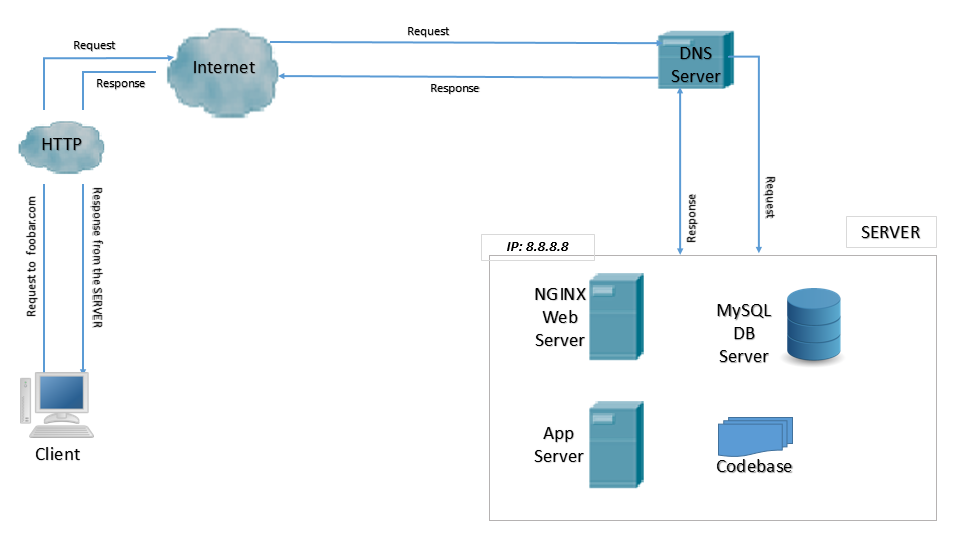 Request
Response
Internet
Request
Response
DNS
Server
HTTP
Request to foobar.com
Response from the SERVER
Response
Request
SERVER
IP: 8.8.8.8
NGINX
Web
Server
MySQL
DB
Server
App
Server
Codebase
Client